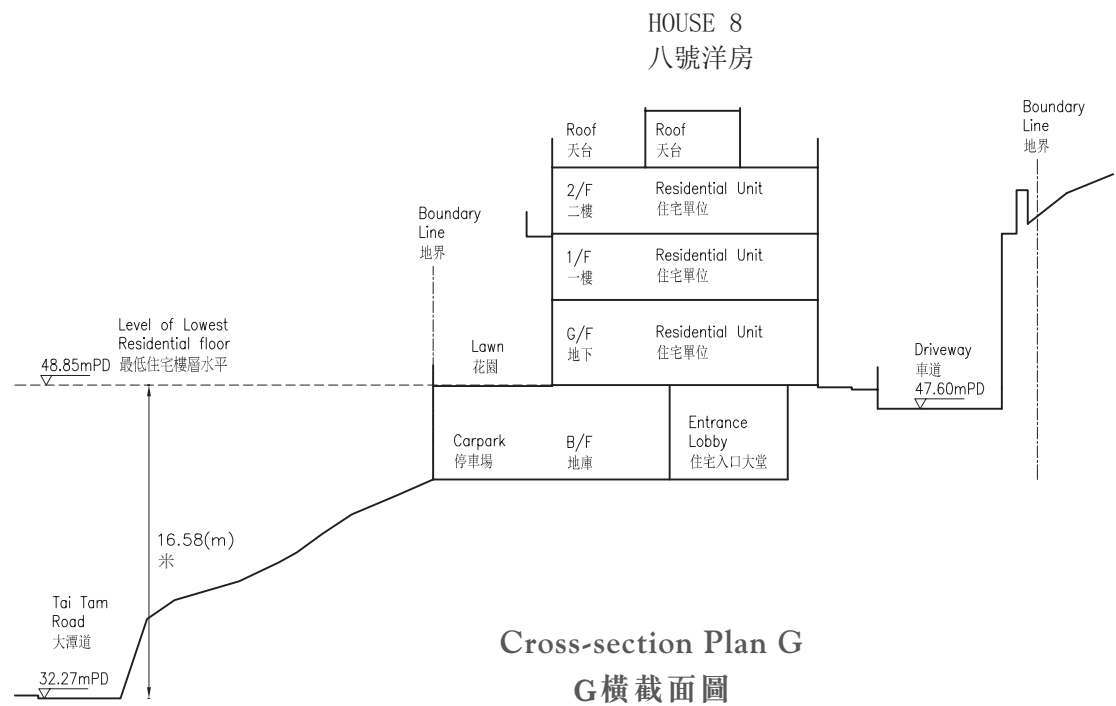 HOUSE 8
八號洋房
Boundary
Line
地界
Roof
天台
Roof
天台
2/F
二樓
Residential Unit
住宅單位
Boundary
Line
地界
1/F
一樓
Residential Unit
住宅單位
Level of Lowest
Residential floor
最低住宅樓層水平
48.85mPD
Lawn
花園
G/F
地下
Residential Unit
住宅單位
Driveway
車道
47.60mPD
Carpark
停車場
B/F
地庫
Entrance
Lobby
住宅入口大堂
16.58(m)
米
Tai Tam
Road
大潭道
32.27mPD
Cross-section Plan G
G橫截面圖